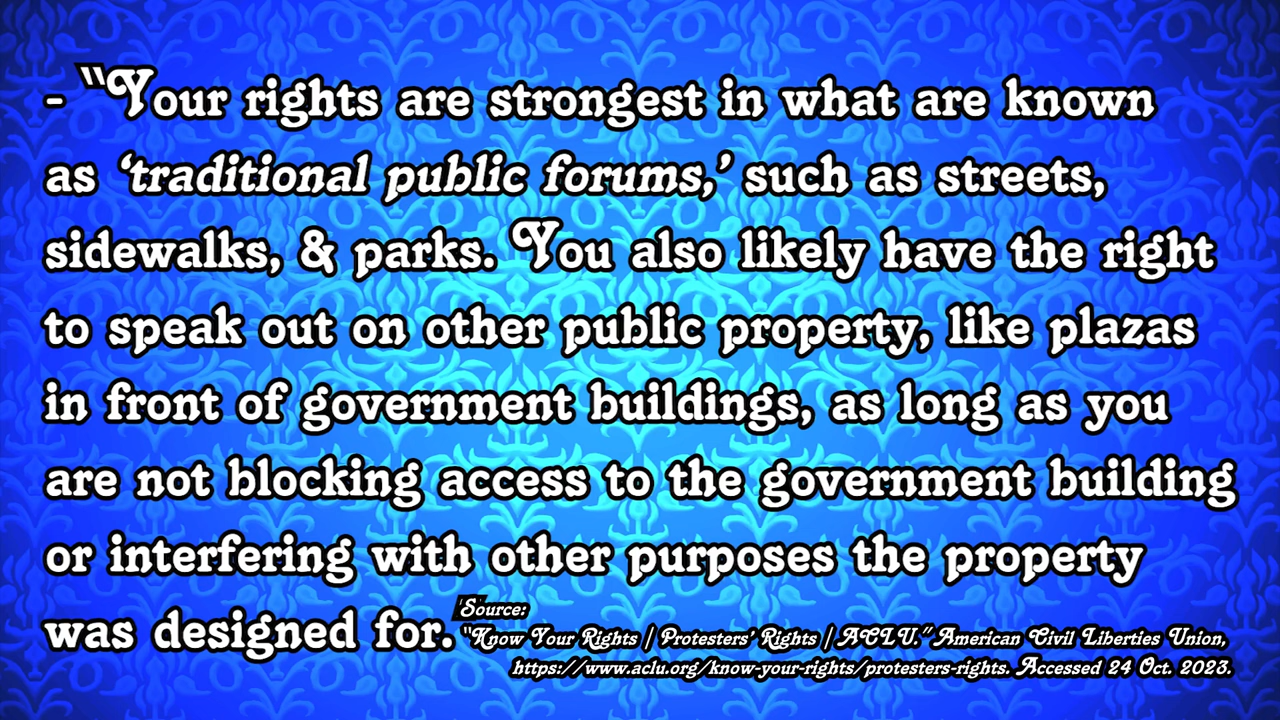 - “Your rights are strongest in what are known
as ‘traditional public forums,’ such as streets,
sidewalks, & parks. You also likely have the right
to speak out on other public property, like plazas
in front of government buildings, as long as you
are not blocking access to the government building
or interfering with other purposes the property
was designed for.
Source:
“Know Your Rights | Protesters’ Rights | ACLU.” American Civil Liberties Union,
https://www.aclu.org/know-your-rights/protesters-rights. Accessed 24 Oct. 2023.